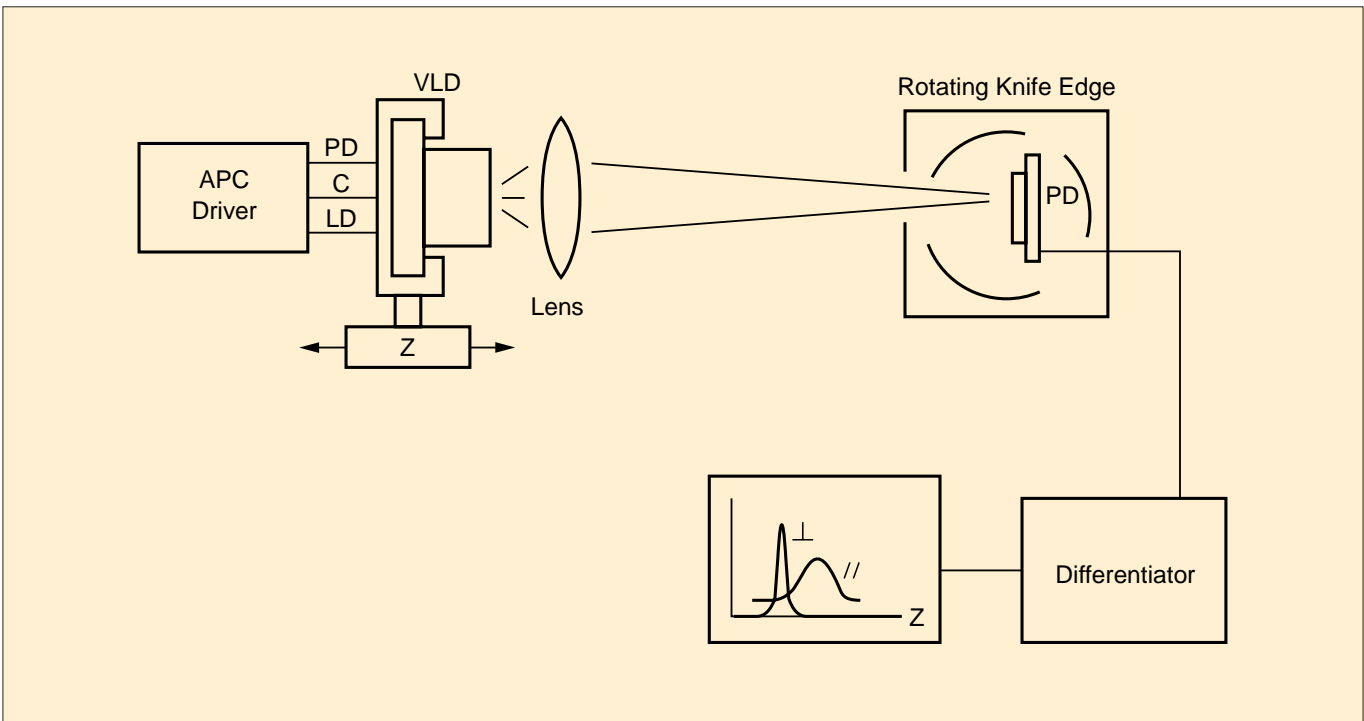 VLD
Rotating Knife Edge
APC
Driver
PD
C
LD
PD
Lens
Z
⊥
//
Z
Differentiator